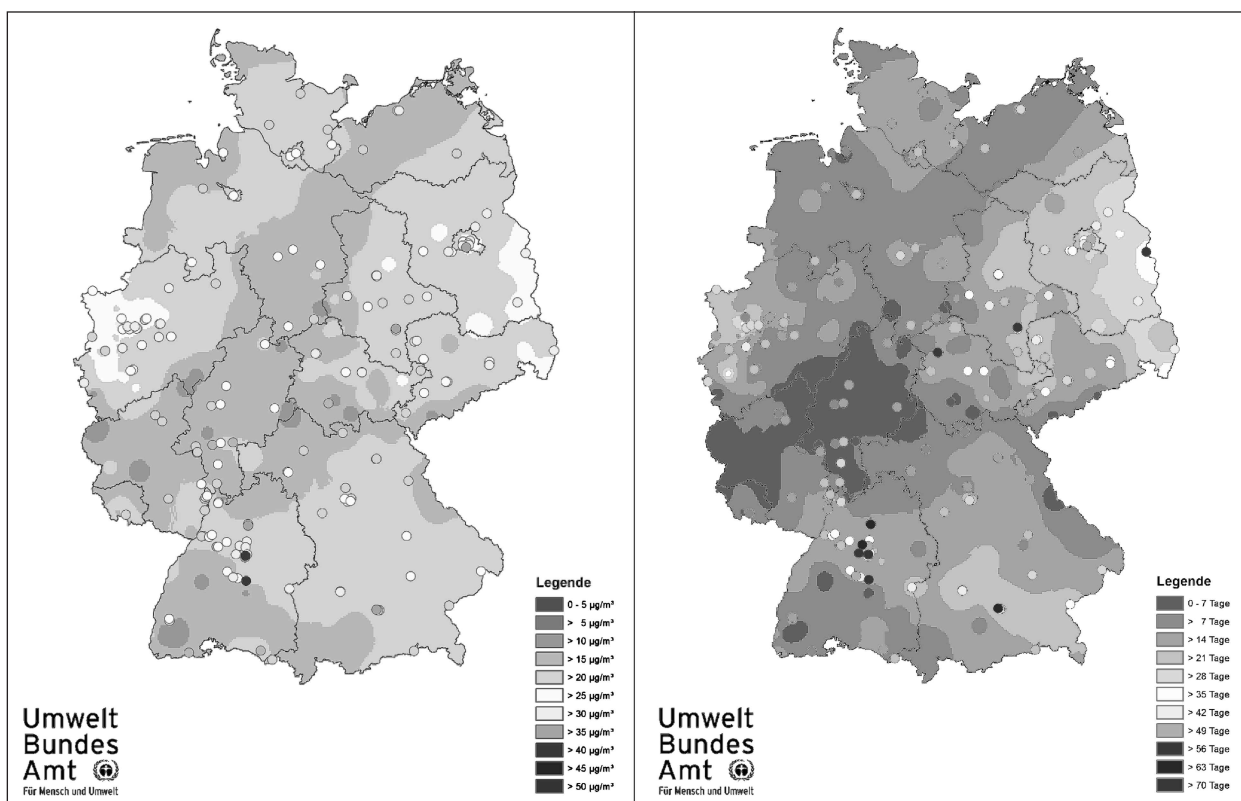 Legende
0 - 5 µg/m³
> 5 µg/m³
> 10 µg/m³
> 15 µg/m³
> 20 µg/m³
> 25 µg/m³
> 30 µg/m³
> 35 µg/m³
> 40 µg/m³
> 45 µg/m³
> 50 µg/m³
Umwelt
Bundes
Amt
Für Mensch und Umwelt
Legende
0 - 7 Tage
> 7 Tage
> 14 Tage
> 21 Tage
> 28 Tage
> 35 Tage
> 42 Tage
> 49 Tage
> 56 Tage
> 63 Tage
> 70 Tage
Umwelt
Bundes
Amt
Für Mensch und Umwelt